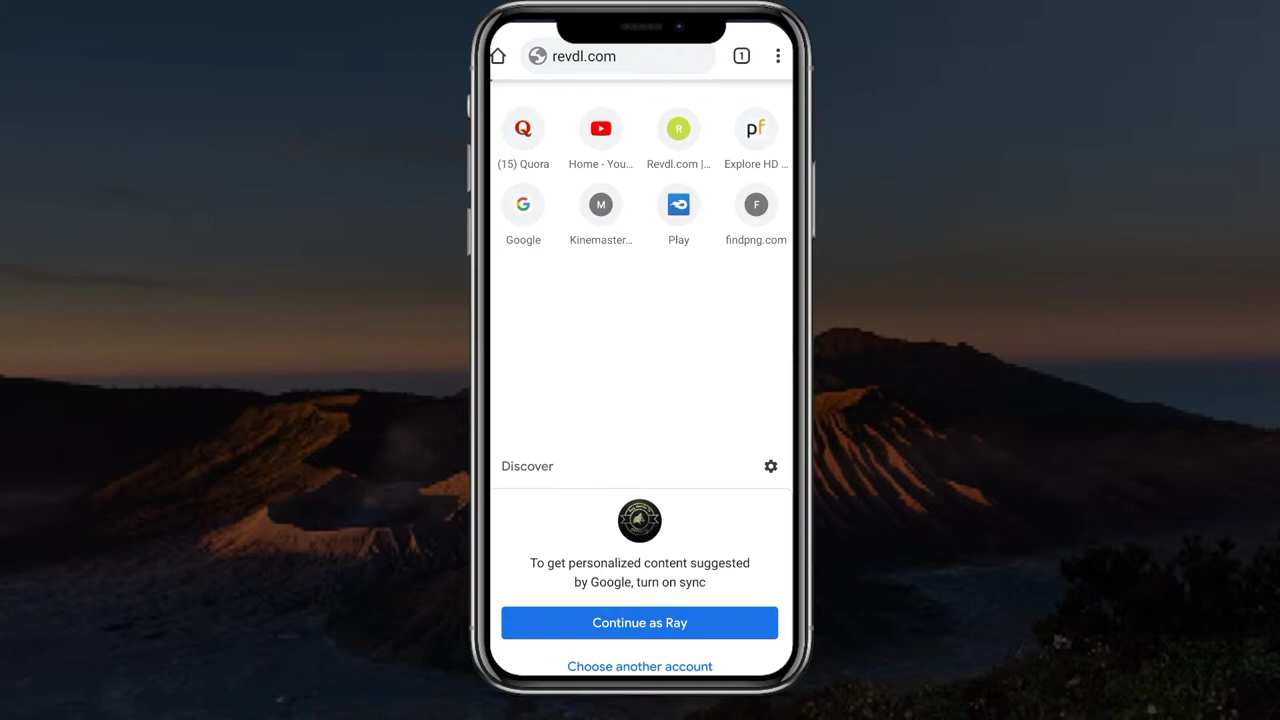 revdl.com
1
Q
R
pf
(15) Quora
Home - You...
Revdl.com |...
Explore HD ...
G
M
F
Google
Kinemaster...
Play
findpng.com
Discover
To get personalized content suggested
by Google, turn on sync
Continue as Ray
Choose another account